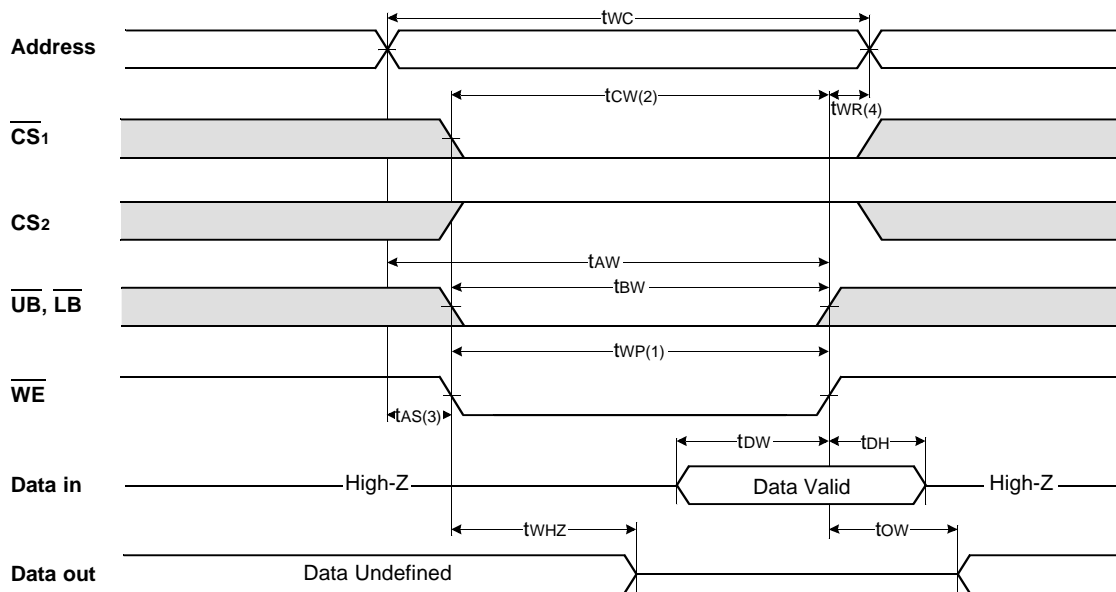 tWC
Address
tCW(2)
tWR(4)
CS1
CS2
tAW
UB, LB
tBW
tWP(1)
WE
tAS(3)
tDW
tDH
Data in
High-Z
Data Valid
High-Z
tWHZ
tOW
Data out
Data Undefined